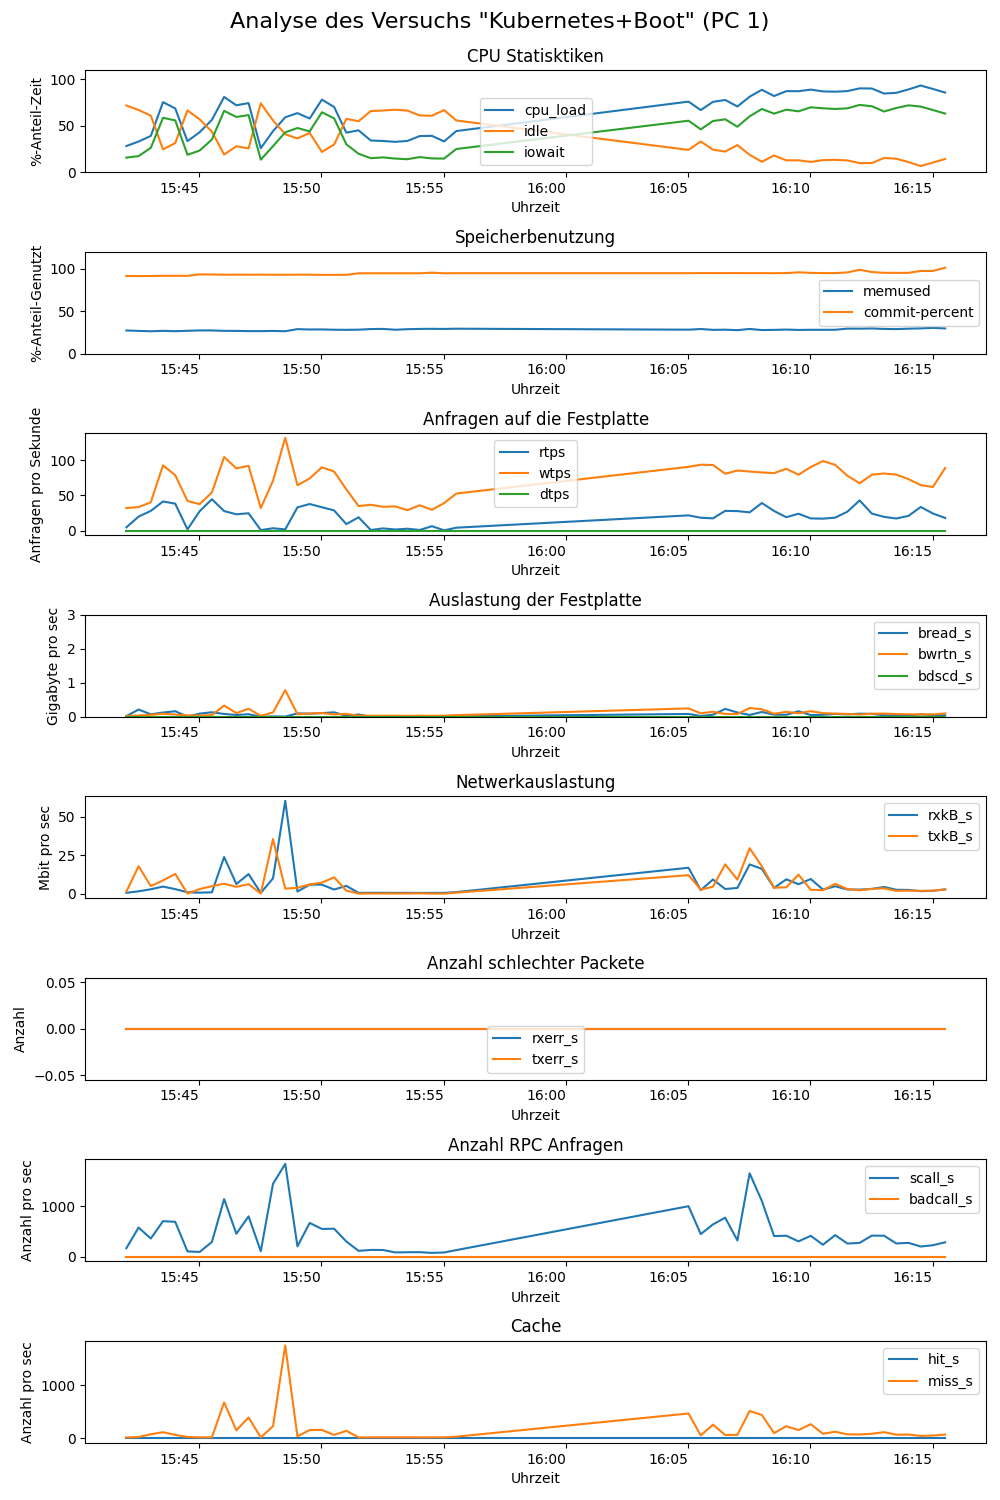 Analyse des Versuchs "Kubernetes+Boot" (PC 1)
CPU Statisktiken
%-Anteil-Zeit
100
50
0
cpu_load
idle
iowait
15:45 15:50 15:55 16:00 16:05 16:10 16:15
Uhrzeit
Speicherbenutzung
%-Anteil-Genutzt
100
50
0
memused
commit-percent
15:45 15:50 15:55 16:00 16:05 16:10 16:15
Uhrzeit
Anfragen auf die Festplatte
Anfragen pro Sekunde
100
50
0
rtps
wtps
dtps
15:45 15:50 15:55 16:00 16:05 16:10 16:15
Uhrzeit
Auslastung der Festplatte
Gigabyte pro sec
3
2
1
0
bread_s
bwrtn_s
bdscd_s
15:45 15:50 15:55 16:00 16:05 16:10 16:15
Uhrzeit
Netwerkauslastung
Mbit pro sec
50
25
0
rxkB_s
txkB_s
15:45 15:50 15:55 16:00 16:05 16:10 16:15
Uhrzeit
Anzahl schlechter Packete
Anzahl
0.05
0.00
−0.05
rxerr_s
txerr_s
15:45 15:50 15:55 16:00 16:05 16:10 16:15
Uhrzeit
Anzahl RPC Anfragen
Anzahl pro sec
1000
0
scall_s
badcall_s
15:45 15:50 15:55 16:00 16:05 16:10 16:15
Uhrzeit
Cache
Anzahl pro sec
1000
0
hit_s
miss_s
15:45 15:50 15:55 16:00 16:05 16:10 16:15
Uhrzeit